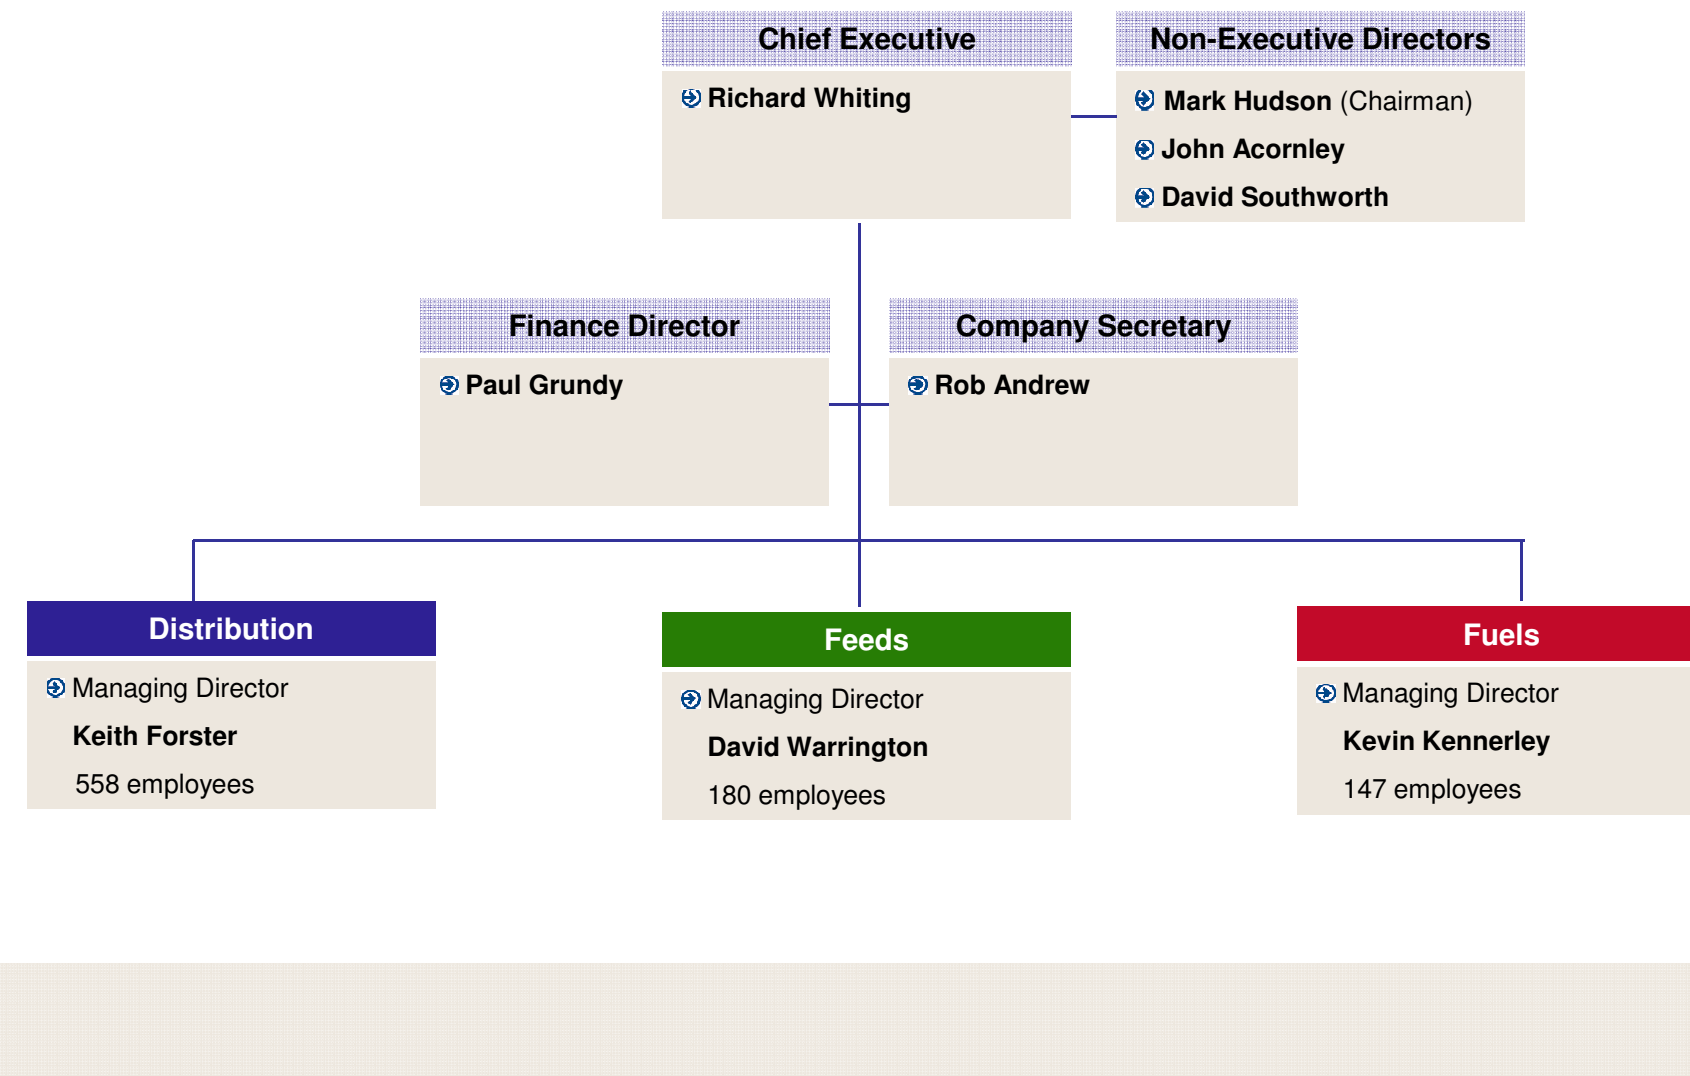 Chief Executive
Richard Whiting
Non-Executive Directors
Mark Hudson (Chairman)
John Acornley
David Southworth
Finance Director
Paul Grundy
Company Secretary
Rob Andrew
Distribution
Managing Director
Keith Forster
558 employees
Feeds
Managing Director
David Warrington
180 employees
Fuels
Managing Director
Kevin Kennerley
147 employees